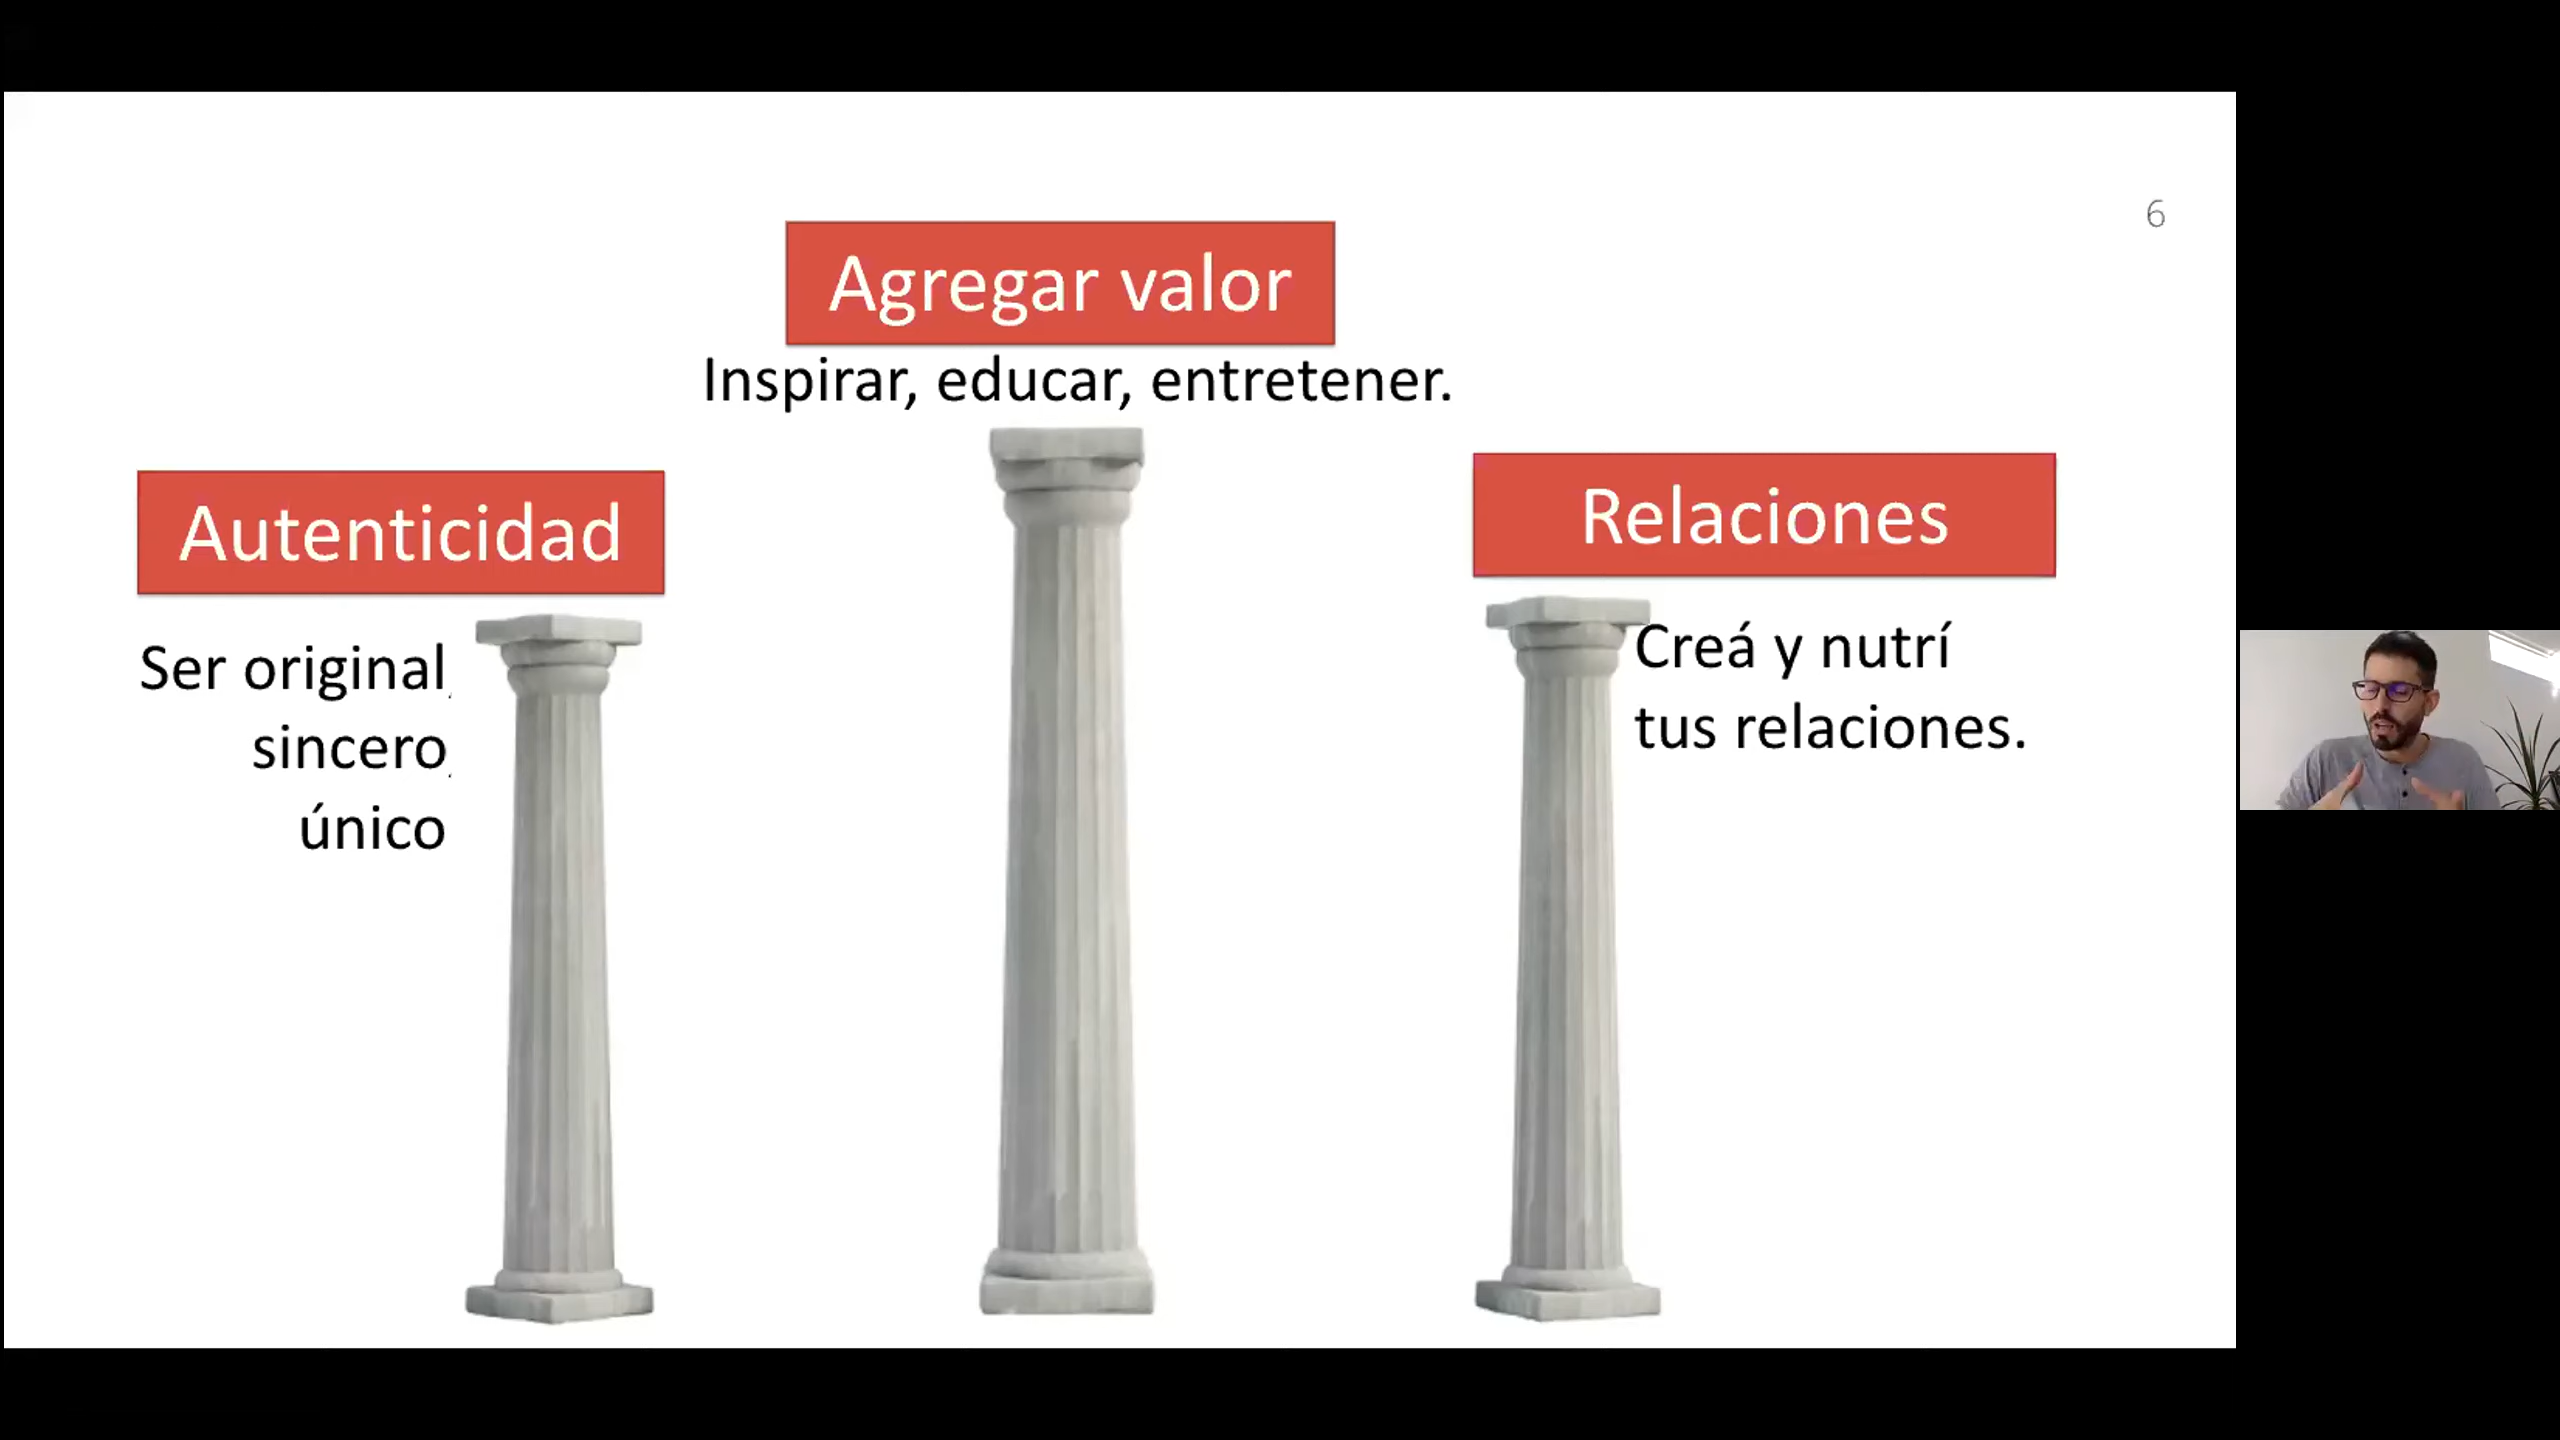 6
Agregar valor
Inspirar, educar, entretener.
Autenticidad
Ser original,
sincero,
único
Relaciones
Creá y nutrí
tus relaciones.